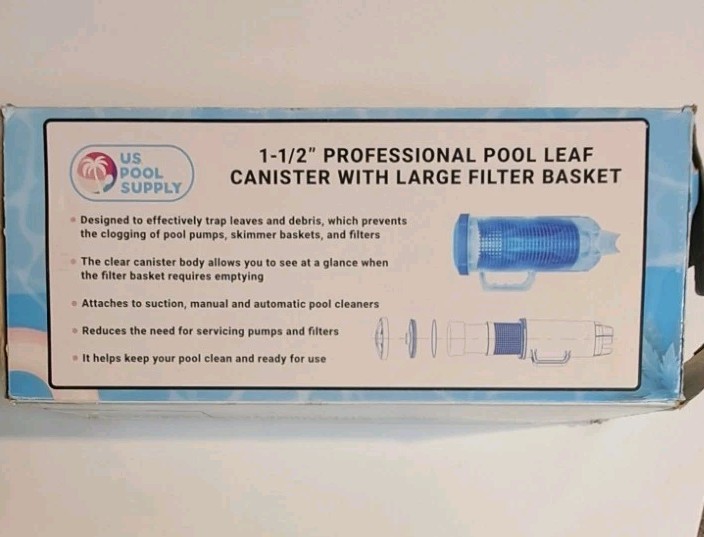 US
POOL
SUPPLY
1-1/2" PROFESSIONAL POOL LEAF
CANISTER WITH LARGE FILTER BASKET
• Designed to effectively trap leaves and debris, which prevents
the clogging of pool pumps, skimmer baskets, and filters
• The clear canister body allows you to see at a glance when
the filter basket requires emptying
• Attaches to suction, manual and automatic pool cleaners
• Reduces the need for servicing pumps and filters
• It helps keep your pool clean and ready for use